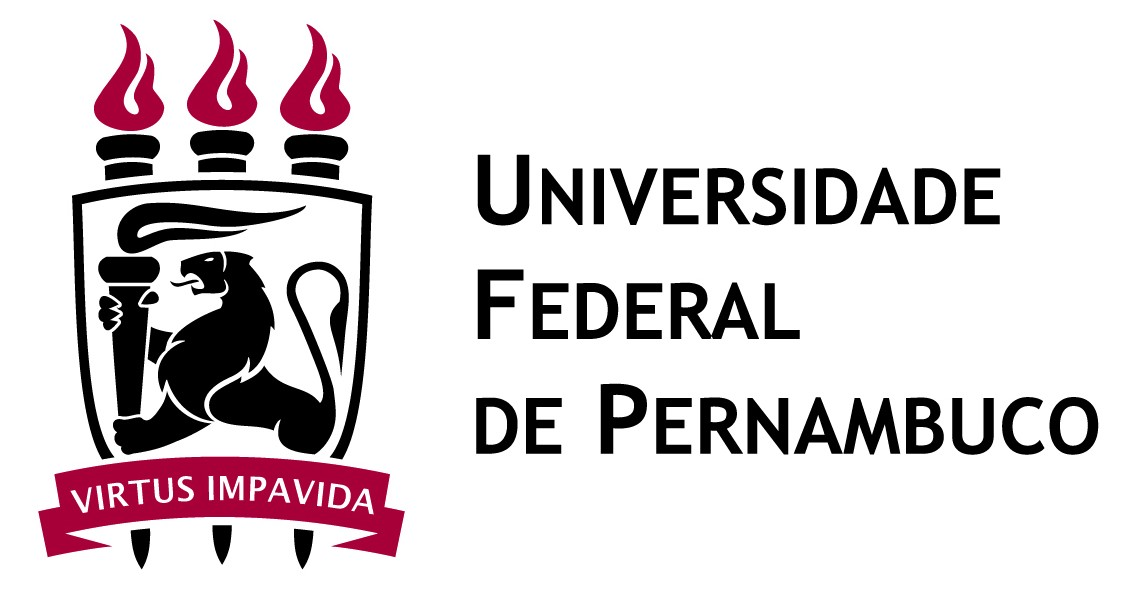 VIRTUS IMPAVIDA
UNIVERSIDADE
FEDERAL
DE PERNAMBUCO